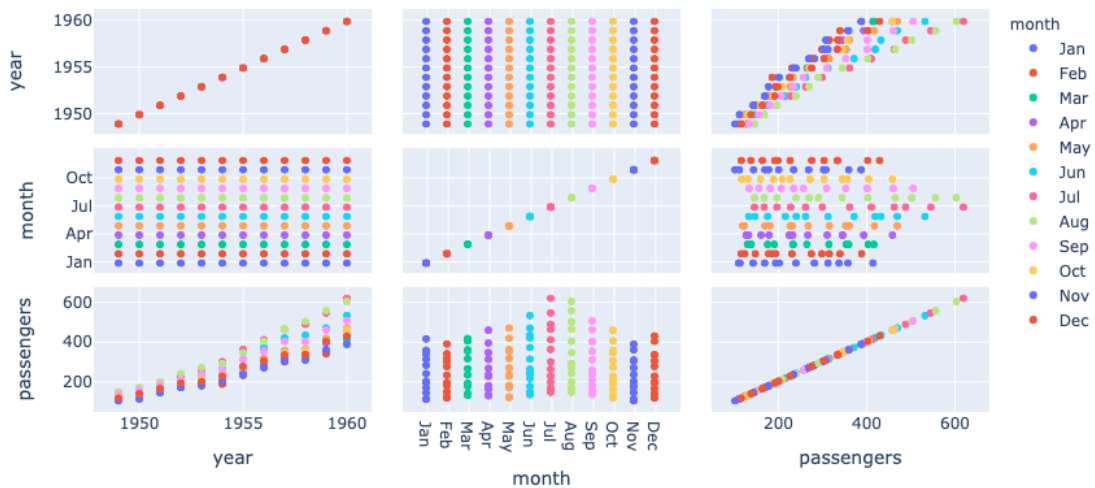 1960
1955
1950
year
Oct
Jul
Apr
Jan
month
600
400
200
passengers
1950
1955
1960
year
Jan
Feb
Mar
Apr
May
Jun
Jul
Aug
Sep
Oct
Nov
Dec
month
200
400
600
passengers
month
Jan
Feb
Mar
Apr
May
Jun
Jul
Aug
Sep
Oct
Nov
Dec